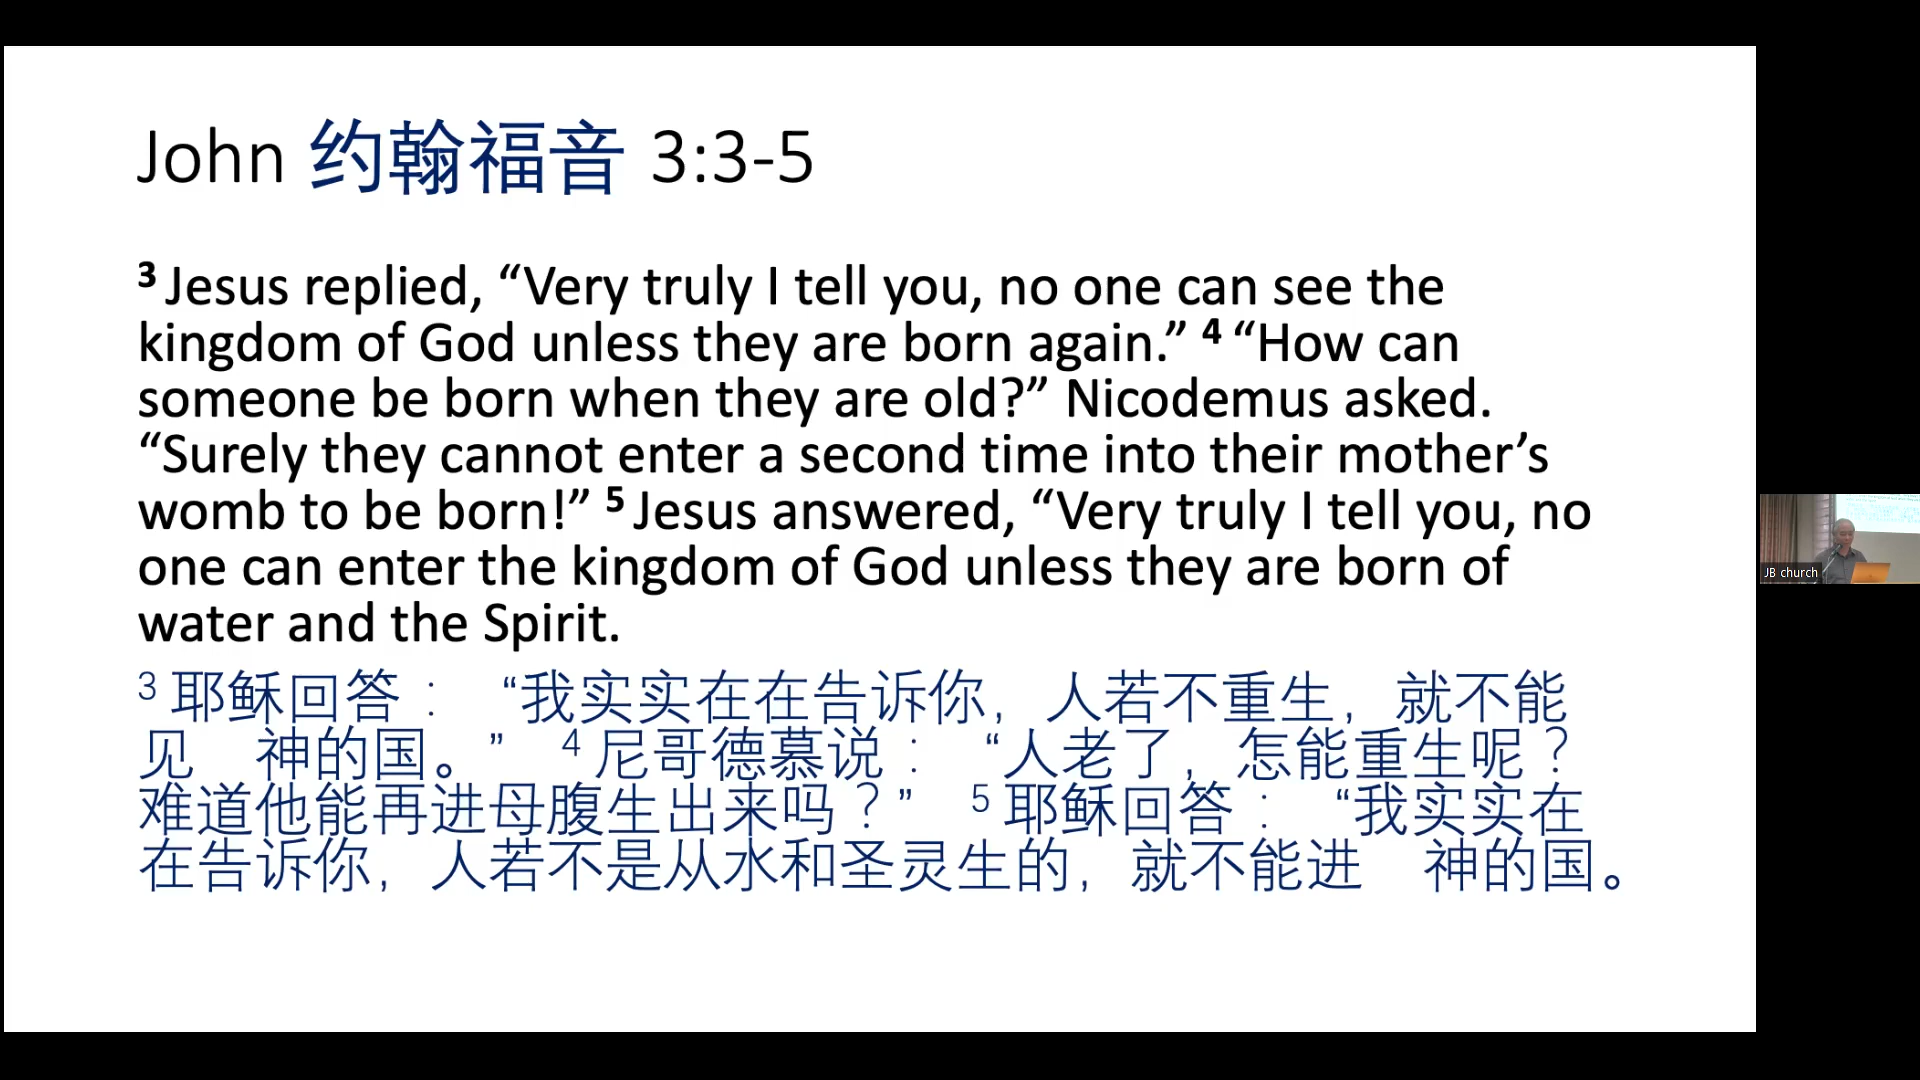 John 约翰福音 3:3-5
³ Jesus replied, “Very truly I tell you, no one can see the
kingdom of God unless they are born again.” ⁴ “How can
someone be born when they are old?” Nicodemus asked.
“Surely they cannot enter a second time into their mother’s
womb to be born!” ⁵ Jesus answered, “Very truly I tell you, no
one can enter the kingdom of God unless they are born of
water and the Spirit.
³ 耶稣回答： “我实实在在告诉你，人若不重生，就不能
见　神的国。” ⁴ 尼哥德慕说：“人老了，怎能重生呢？
难道他能再进母腹生出来吗？” ⁵ 耶稣回答： “我实实在
在告诉你，人若不是从水和圣灵生的，就不能进　神的国。
JB church